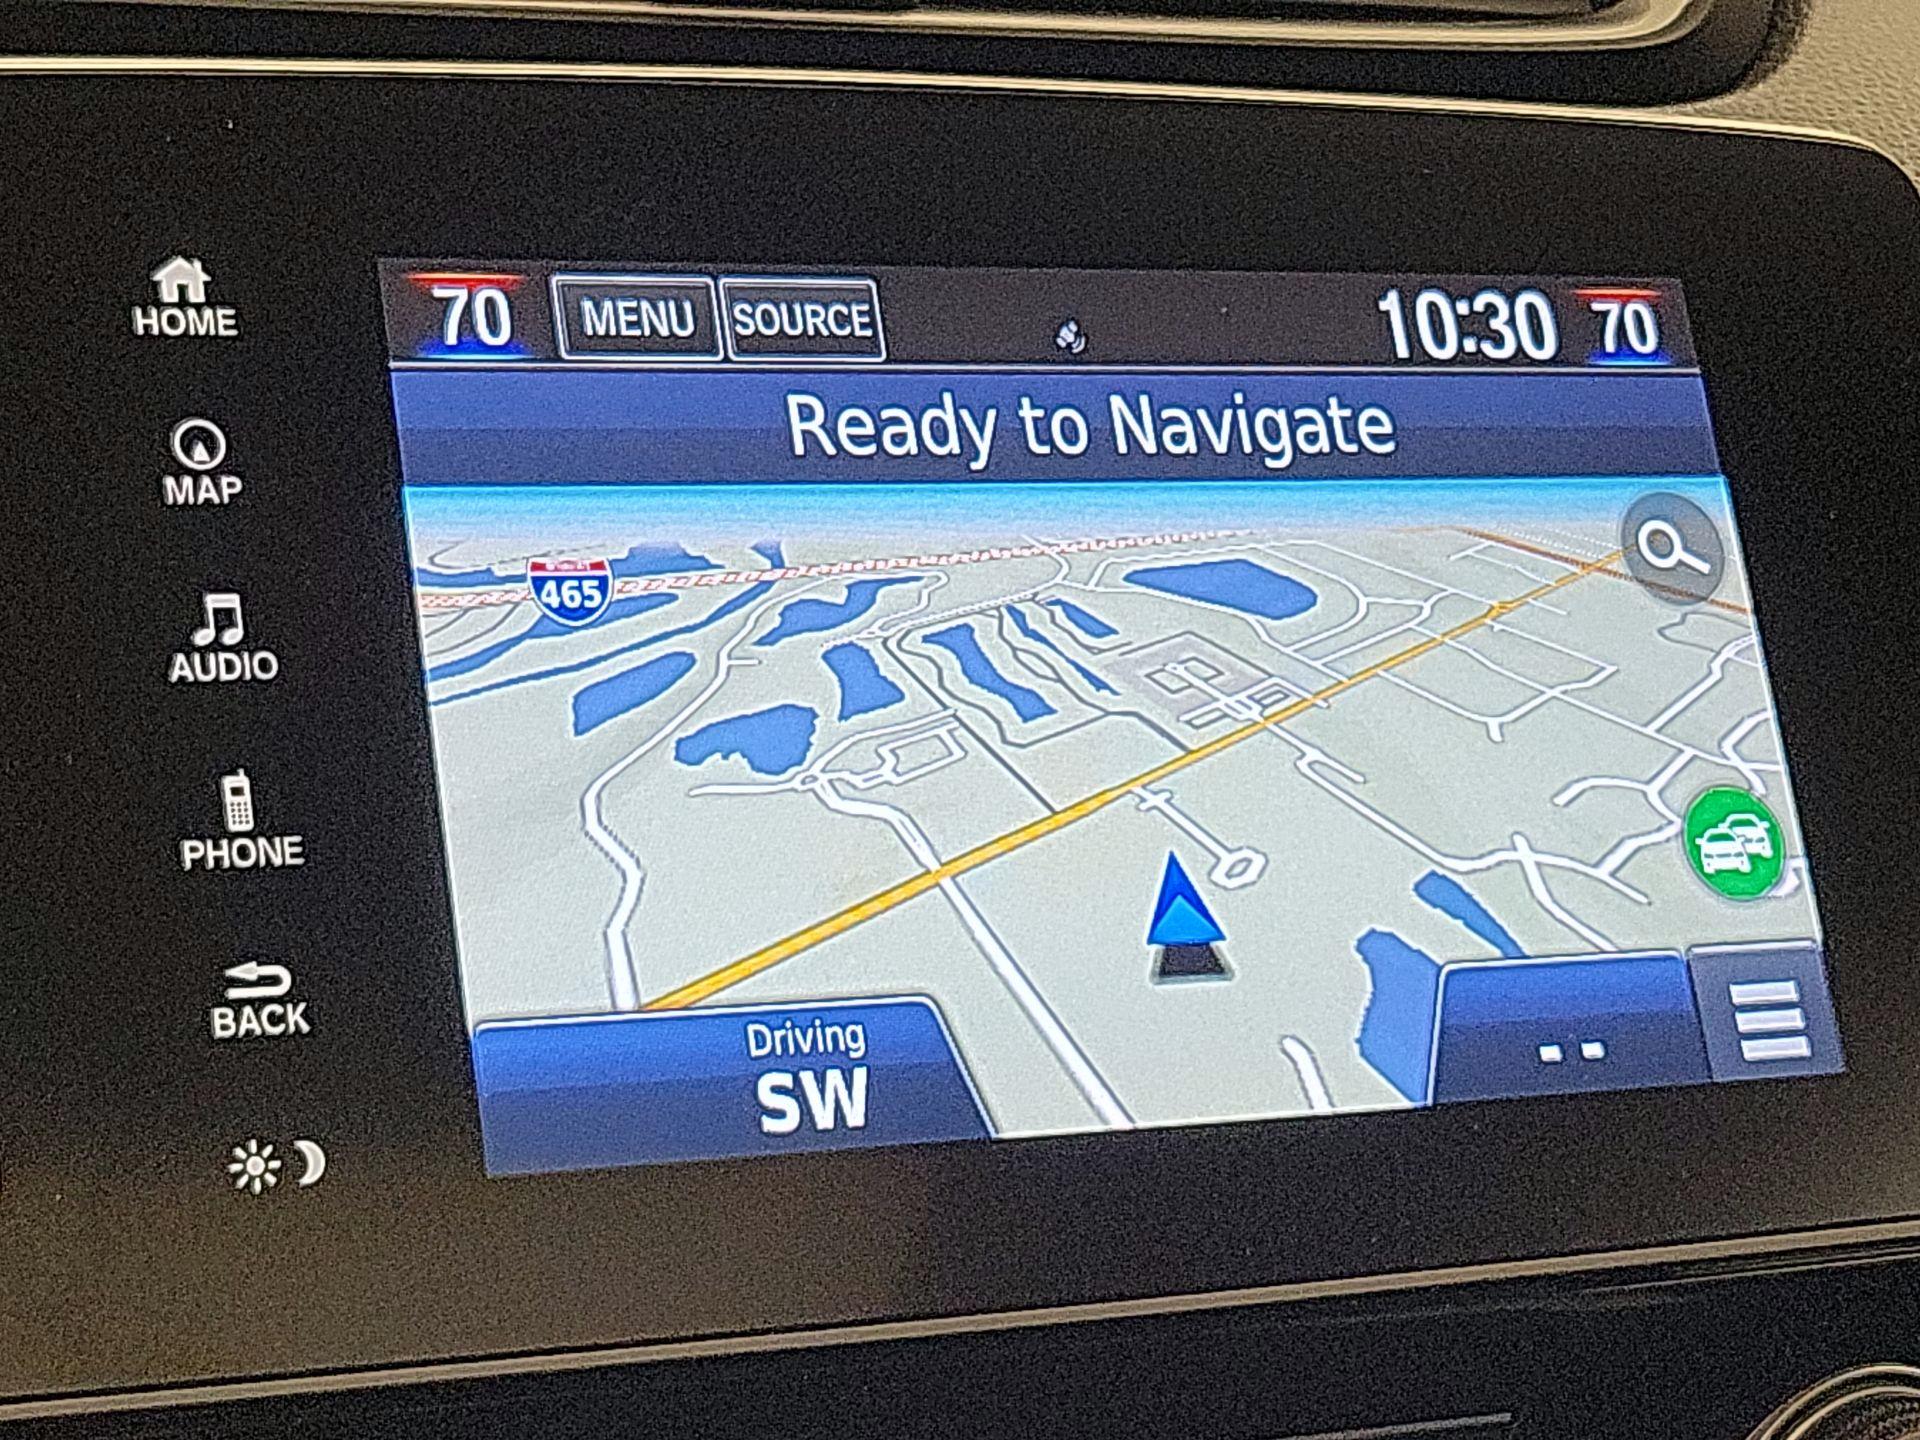 70 MENU SOURCE 10:30 70
Ready to Navigate
465
HOME
MAP
AUDIO
PHONE
BACK
Driving
SW